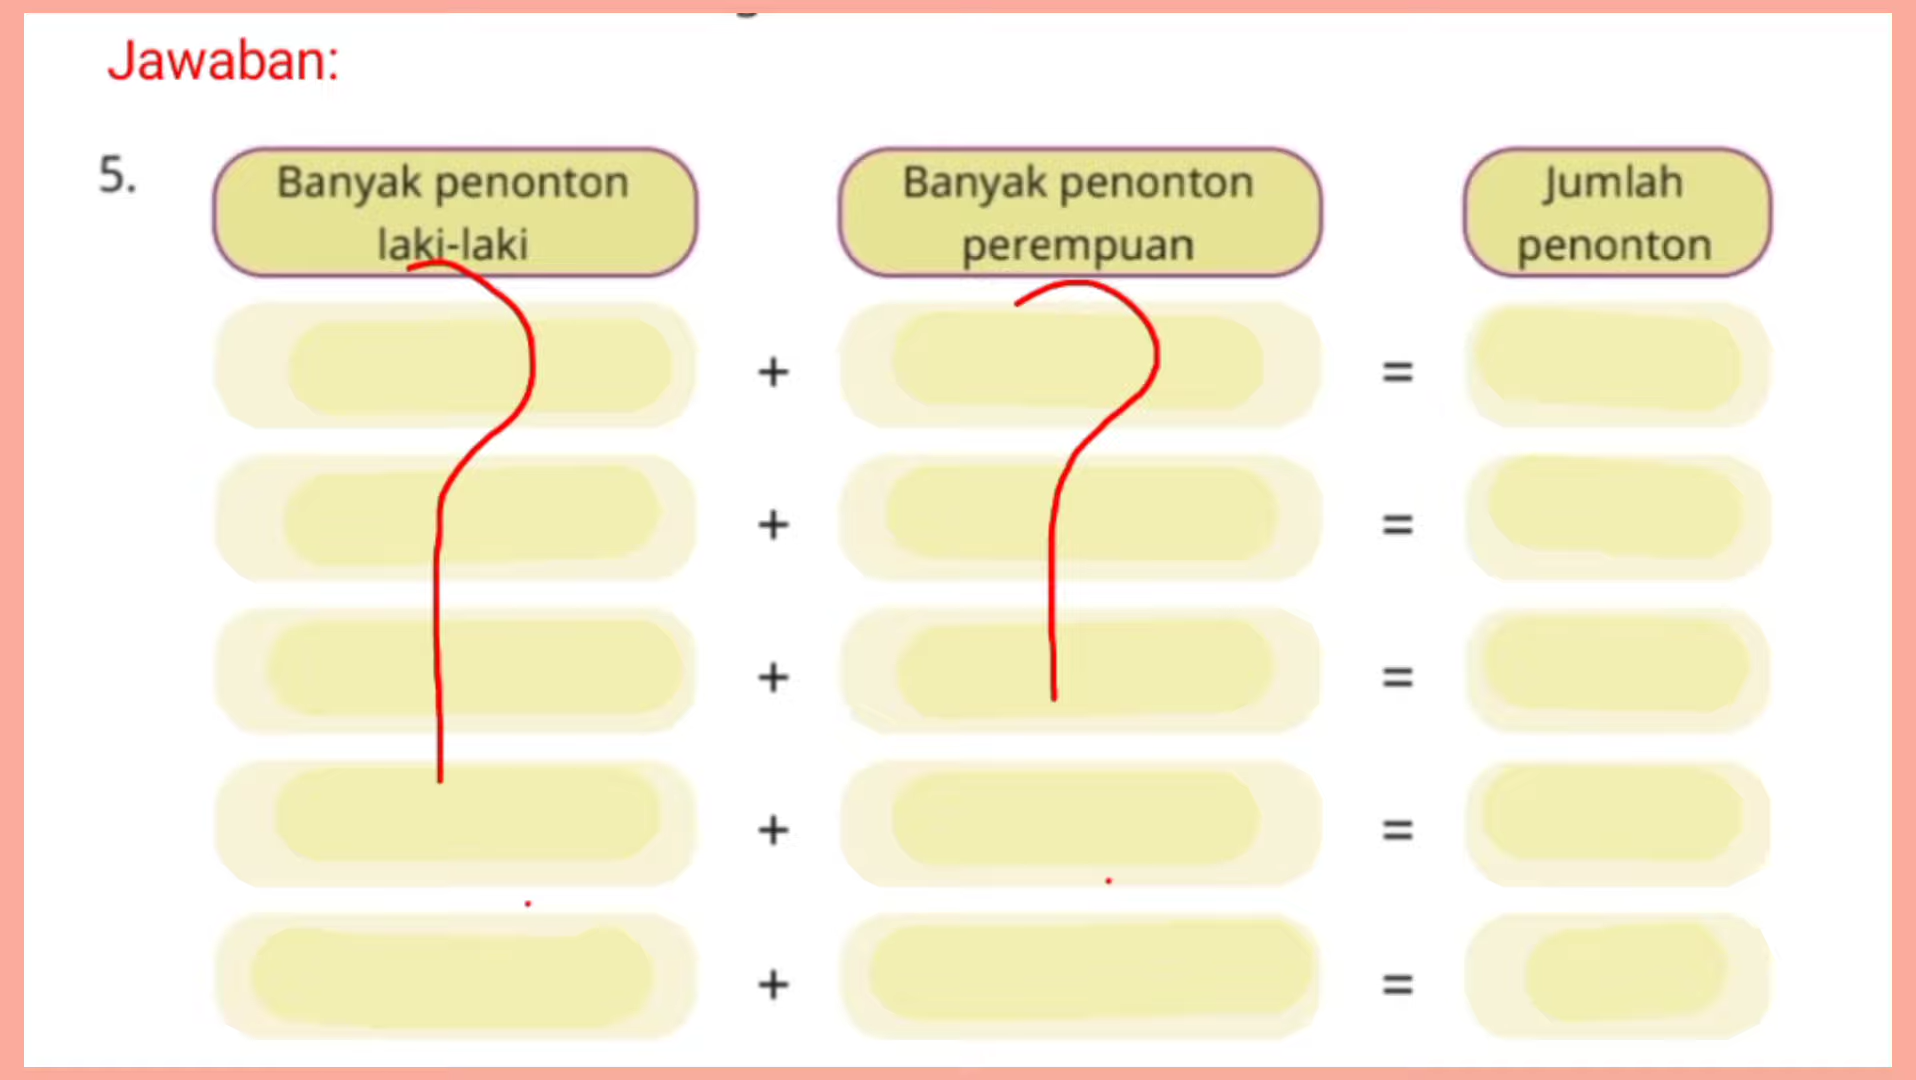 Jawaban:
5.
Banyak penonton
laki-laki
Banyak penonton
perempuan
Jumlah
penonton
+ =
+ =
+ =
+ =
+ =